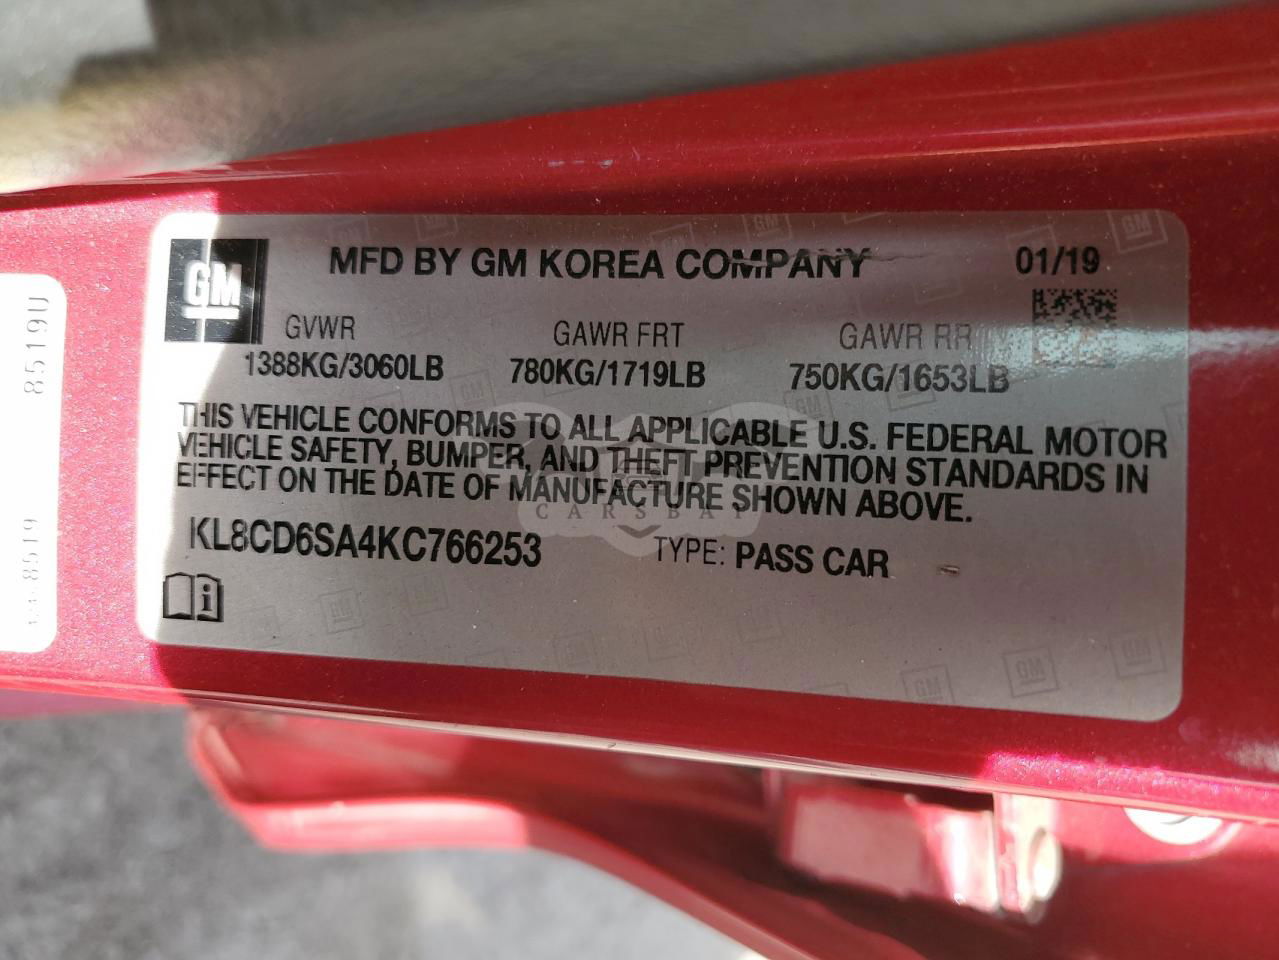 GM
MFD BY GM KOREA COMPANY 01/19
GVWR GAWR FRT GAWR RR
1388KG/3060LB 780KG/1719LB 750KG/1653LB
THIS VEHICLE CONFORMS TO ALL APPLICABLE U.S. FEDERAL MOTOR
VEHICLE SAFETY, BUMPER, AND THEFT PREVENTION STANDARDS IN
EFFECT ON THE DATE OF MANUFACTURE SHOWN ABOVE.
KL8CD6SA4KC766253 TYPE: PASS CAR
CARSBAY
8519U
8519